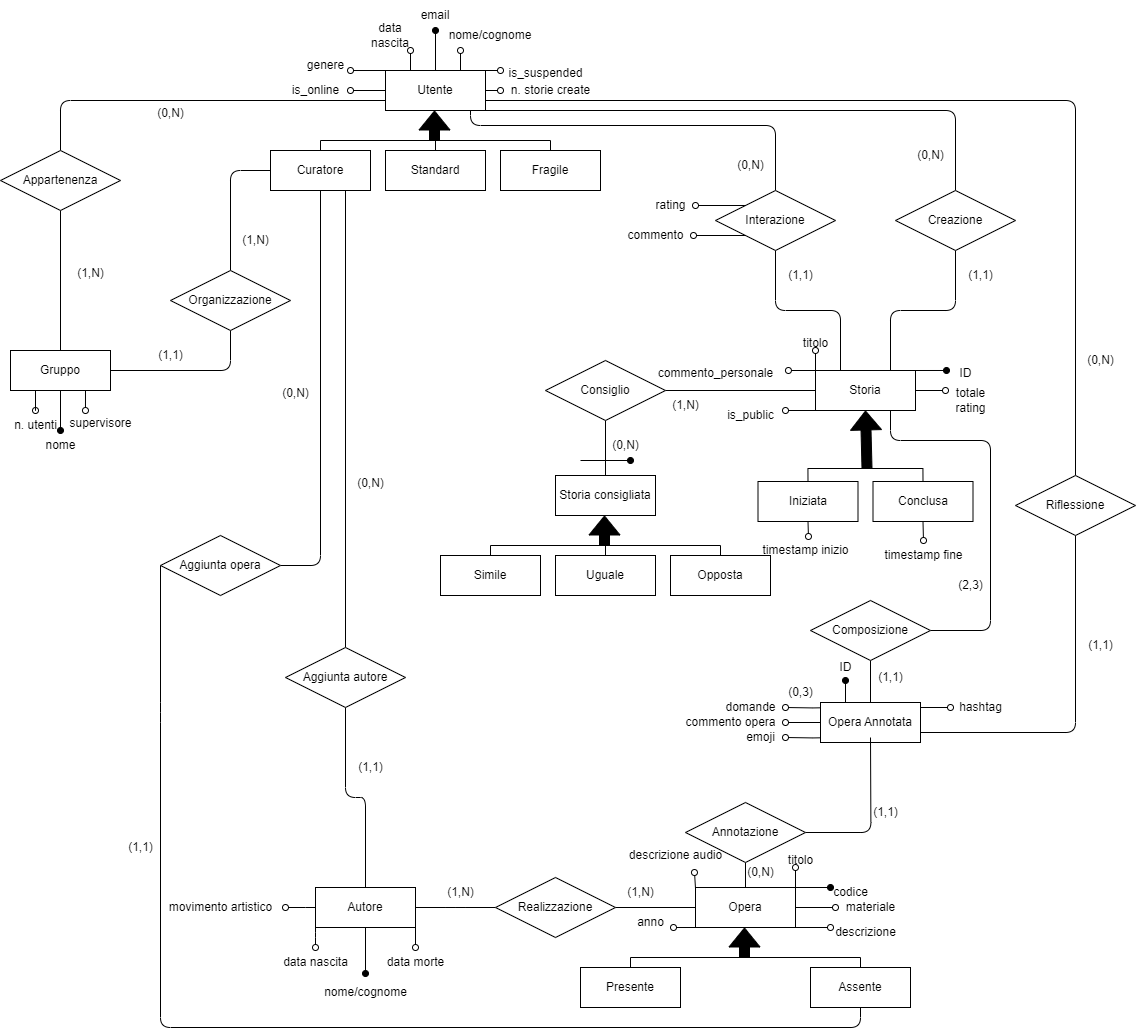 email
data
nascita
nome/cognome
genere
is_suspended
is_online
Utente
n. storie create
(0,N)
Curatore
Standard
Fragile
(0,N)
(0,N)
Appartenenza
rating
Interazione
Creazione
commento
(1,N)
(1,N)
(1,1)
(1,1)
Organizzazione
titolo
(1,1)
(0,N)
Gruppo
commento_personale
ID
Consiglio
Storia
totale
rating
(0,N)
(1,N)
is_public
n. utenti
supervisore
nome
(0,N)
(0,N)
Storia consigliata
Iniziata
Conclusa
Riflessione
timestamp inizio
timestamp fine
Aggiunta opera
Simile
Uguale
Opposta
(2,3)
Composizione
(1,1)
ID
(1,1)
Aggiunta autore
(0,3)
domande
hashtag
commento opera
Opera Annotata
emoji
(1,1)
(1,1)
Annotazione
(1,1)
descrizione audio
titolo
(0,N)
(1,N)
(1,N)
codice
movimento artistico
Autore
Realizzazione
Opera
materiale
anno
descrizione
data nascita
data morte
nome/cognome
Presente
Assente